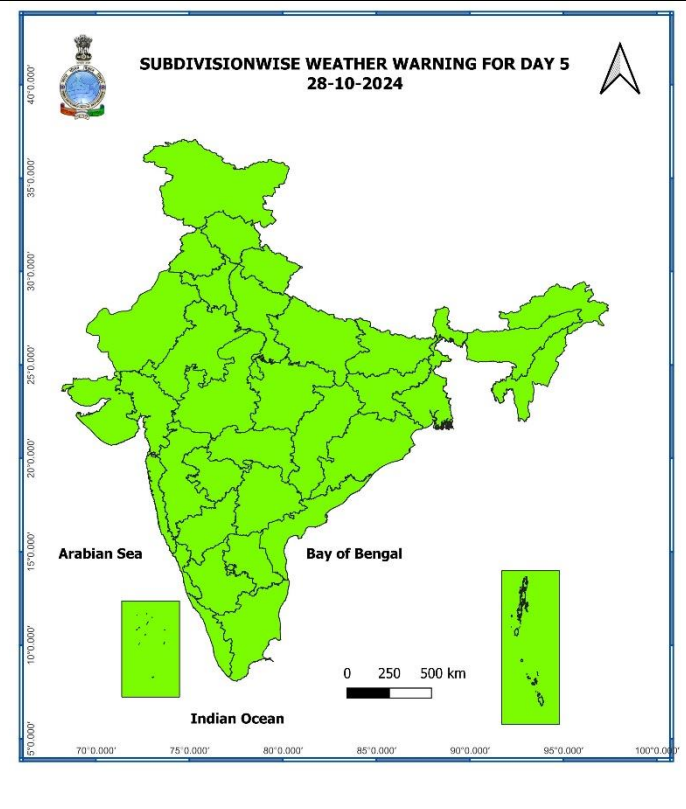 SUBDIVISIONWISE WEATHER WARNING FOR DAY 5
28-10-2024
40°0.000'
35°0.000'
30°0.000'
25°0.000'
20°0.000'
15°0.000'
10°0.000'
5°0.000'
Arabian Sea
Bay of Bengal
0 250 500 km
Indian Ocean
70°0.000' 75°0.000' 80°0.000' 85°0.000' 90°0.000' 95°0.000' 100°0.000'